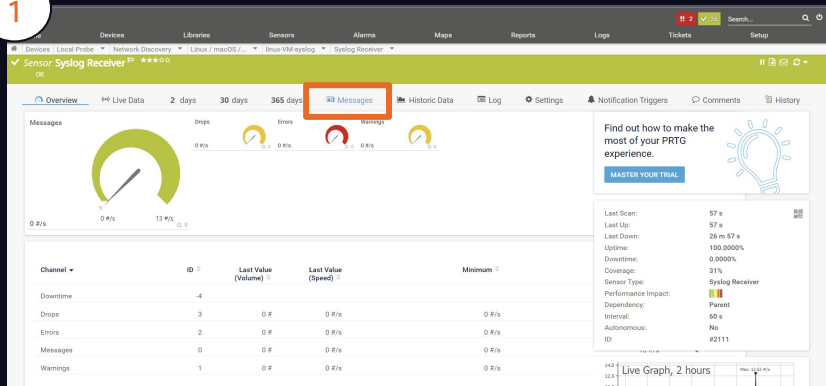 1
!! 2
35
Search...
Devices
Libraries
Sensors
Alarms
Maps
Reports
Logs
Tickets
Setup
Devices
Local Probe
Network Discovery
Linux / macOS /...
linux-VM-syslog
Syslog Receiver
Sensor Syslog Receiver
OK
Overview
Live Data
2 days
30 days
365 days
Messages
Historic Data
Log
Settings
Notification Triggers
Comments
History
Messages
Drops
Errors
Warnings
0 #/s
0 #/s
0 #/s
0
0 #/s
0 #/s
13 #/s
Find out how to make the
most of your PRTG
experience.
MASTER YOUR TRIAL
Last Scan: 57 s
Last Up: 57 s
Last Down: 26 m 57 s
Uptime: 100.0000%
Downtime: 0.0000%
Coverage: 31%
Sensor Type: Syslog Receiver
Performance Impact:
Dependency: Parent
Interval: 60 s
Autonomous: No
ID: #2111
Channel ID Last Value (Volume) Last Value (Speed) Minimum
Downtime -4
Drops 3 0 # 0 #/s 0 #/s
Errors 2 0 # 0 #/s 0 #/s
Messages 0 0 # 0 #/s 0 #/s
Warnings 1 0 # 0 #/s 0 #/s
Live Graph, 2 hours
14.0
12.0